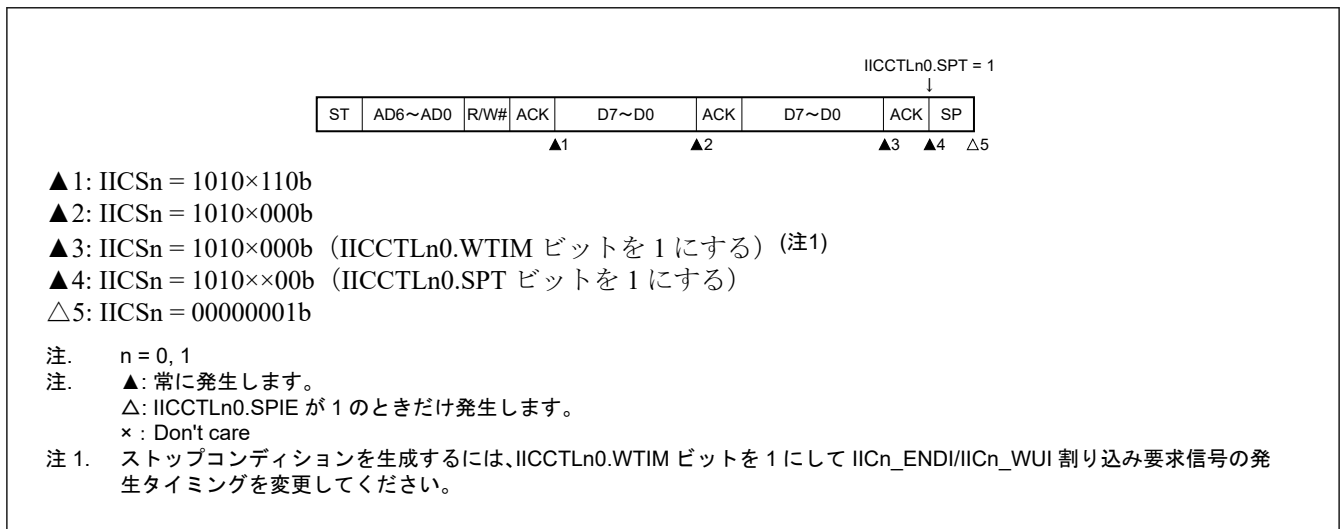 IICCTLn0.SPT = 1
↓
ST AD6～AD0 R/W# ACK D7～D0 ACK D7～D0 ACK SP
▲1 ▲2 ▲3 ▲4 △5
▲1: IICSn = 1010×110b
▲2: IICSn = 1010×000b
▲3: IICSn = 1010×000b（IICCTLn0.WTIM ビットを 1 にする）(注1)
▲4: IICSn = 1010××00b（IICCTLn0.SPT ビットを 1 にする）
△5: IICSn = 00000001b
注. n = 0, 1
注. ▲: 常に発生します。
△: IICCTLn0.SPIE が 1 のときだけ発生します。
×：Don't care
注 1. ストップコンディションを生成するには、IICCTLn0.WTIM ビットを 1 にして IICn_ENDI/IICn_WUI 割り込み要求信号の発
生タイミングを変更してください。